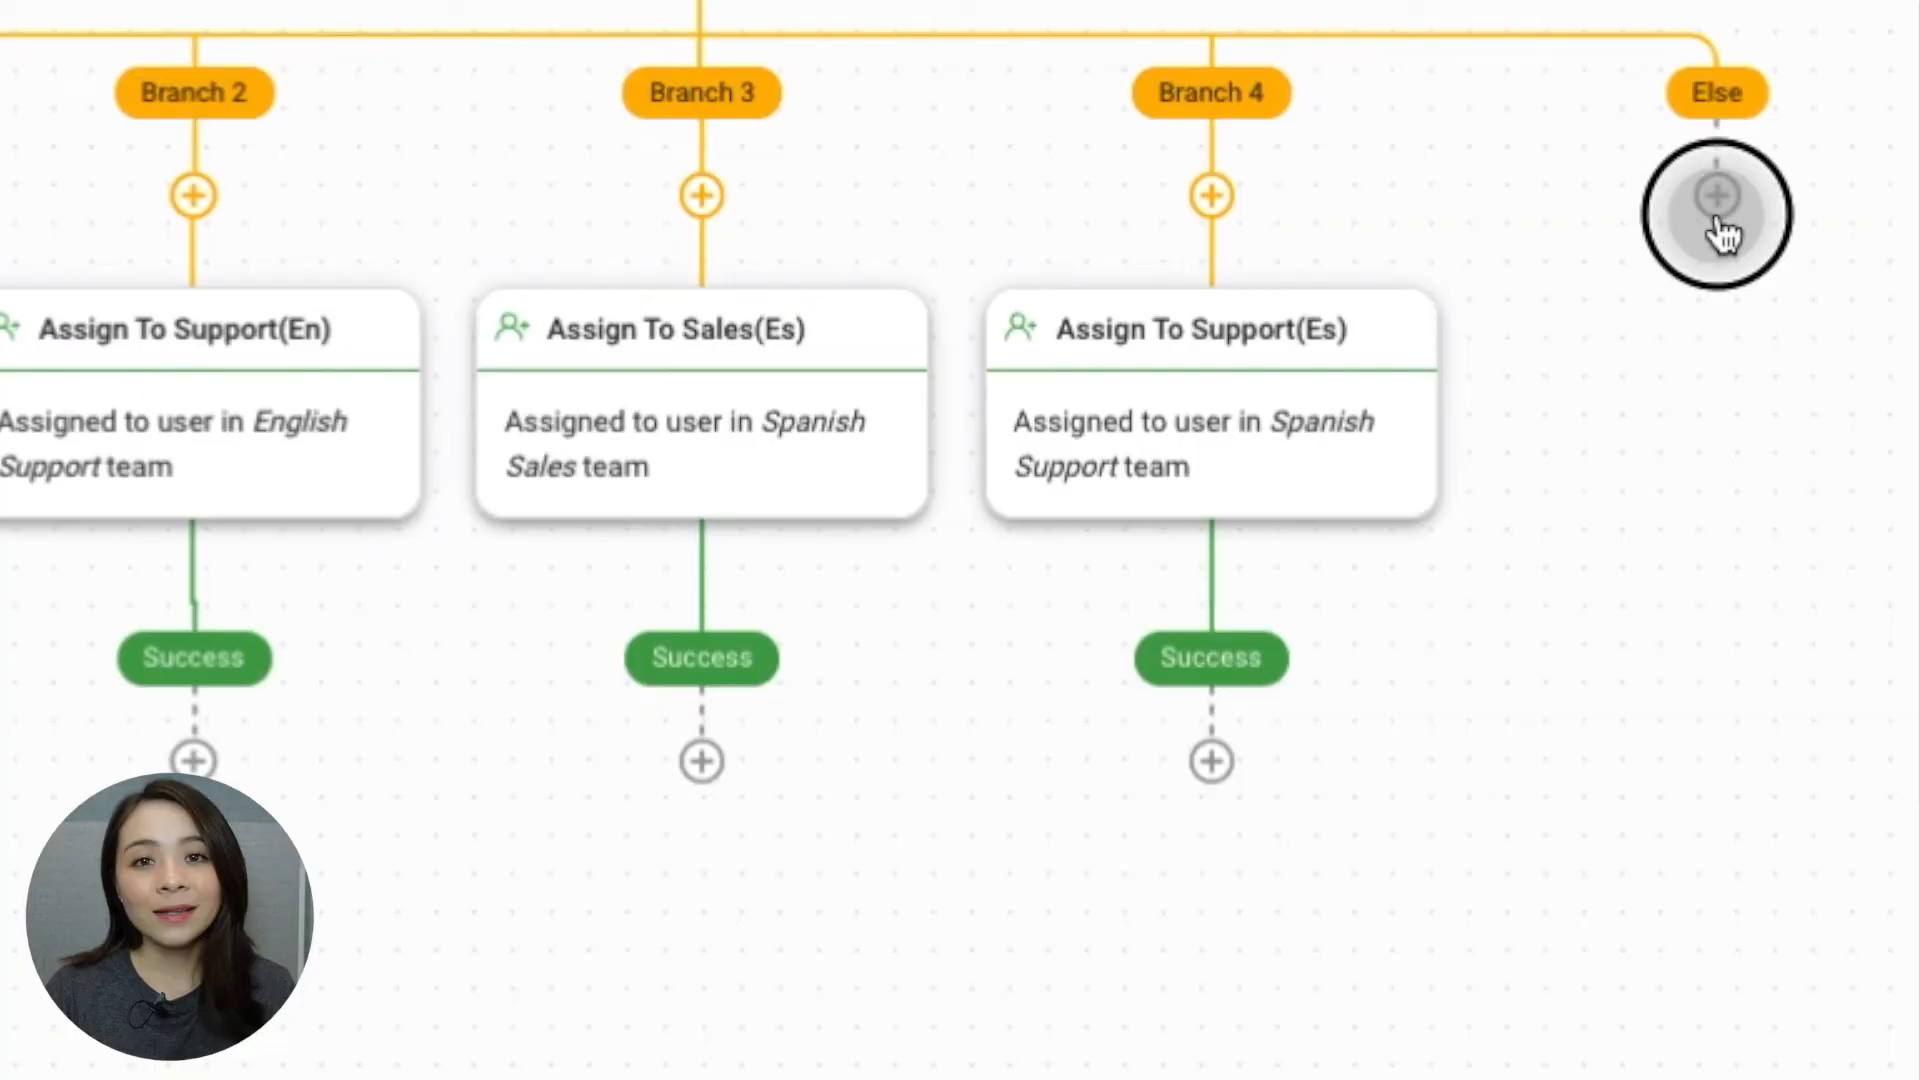 Branch 2
Branch 3
Branch 4
Else
Assign To Support(En)
Assigned to user in English
Support team
Success
Assign To Sales(Es)
Assigned to user in Spanish
Sales team
Success
Assign To Support(Es)
Assigned to user in Spanish
Support team
Success